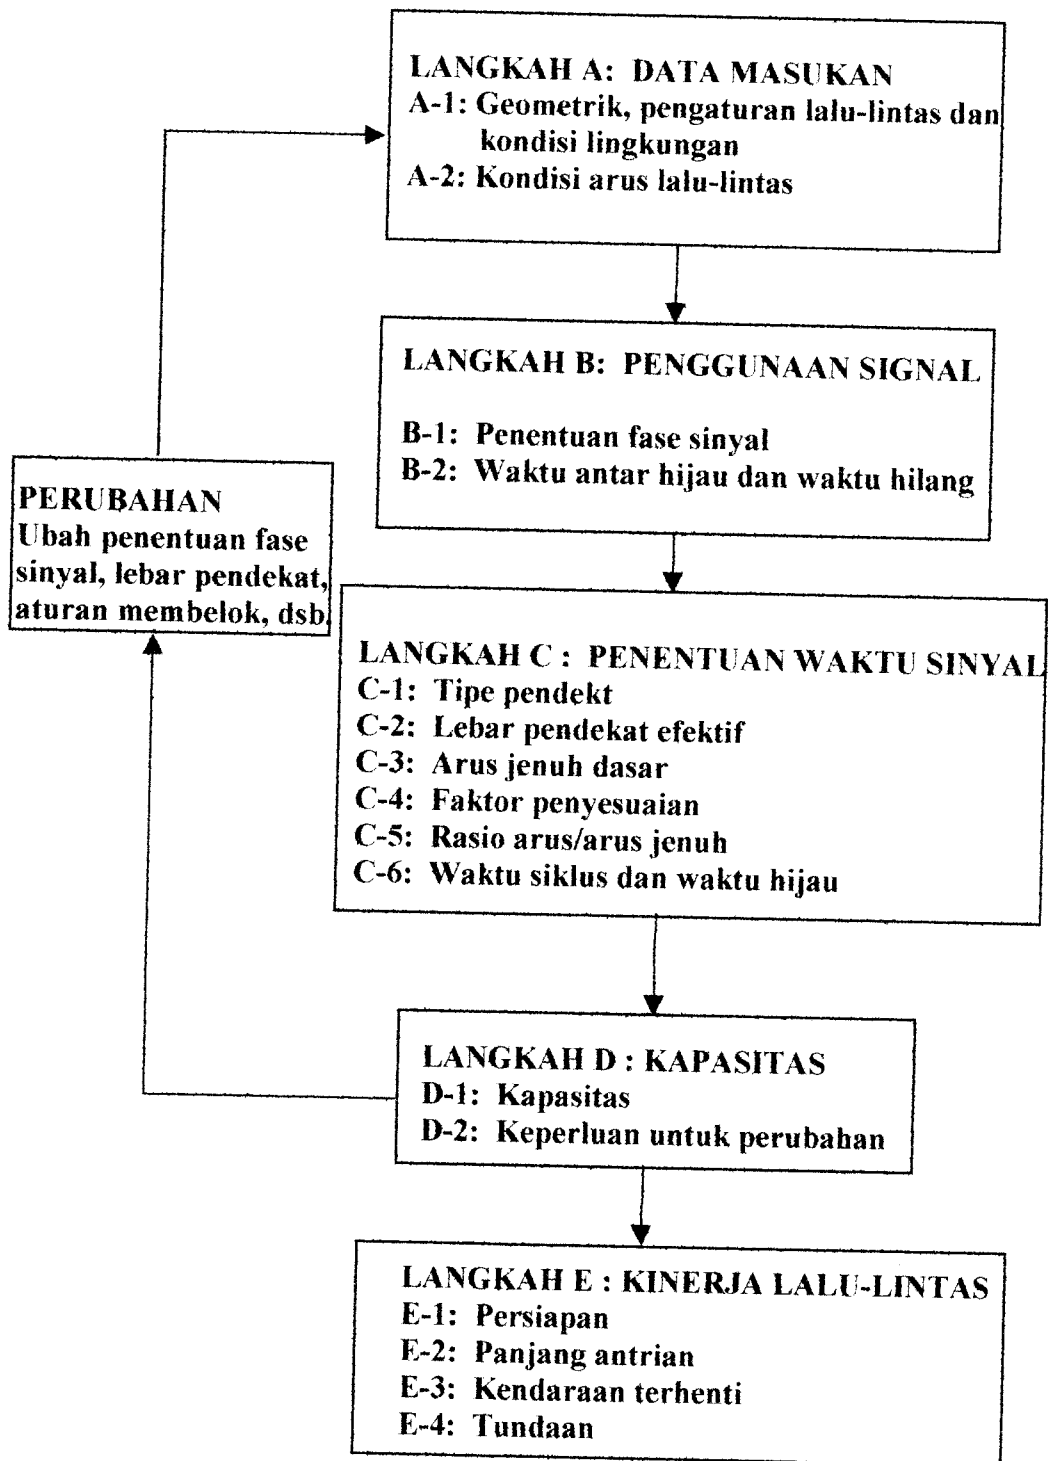 LANGKAH A: DATA MASUKAN
A-1: Geometrik, pengaturan lalu-lintas dan
kondisi lingkungan
A-2: Kondisi arus lalu-lintas
LANGKAH B: PENGGUNAAN SIGNAL
B-1: Penentuan fase sinyal
B-2: Waktu antar hijau dan waktu hilang
PERUBAHAN
Ubah penentuan fase
sinyal, lebar pendekat,
aturan membelok, dsb.
LANGKAH C : PENENTUAN WAKTU SINYAL
C-1: Tipe pendekt
C-2: Lebar pendekat efektif
C-3: Arus jenuh dasar
C-4: Faktor penyesuaian
C-5: Rasio arus/arus jenuh
C-6: Waktu siklus dan waktu hijau
LANGKAH D : KAPASITAS
D-1: Kapasitas
D-2: Keperluan untuk perubahan
LANGKAH E : KINERJA LALU-LINTAS
E-1: Persiapan
E-2: Panjang antrian
E-3: Kendaraan terhenti
E-4: Tundaan